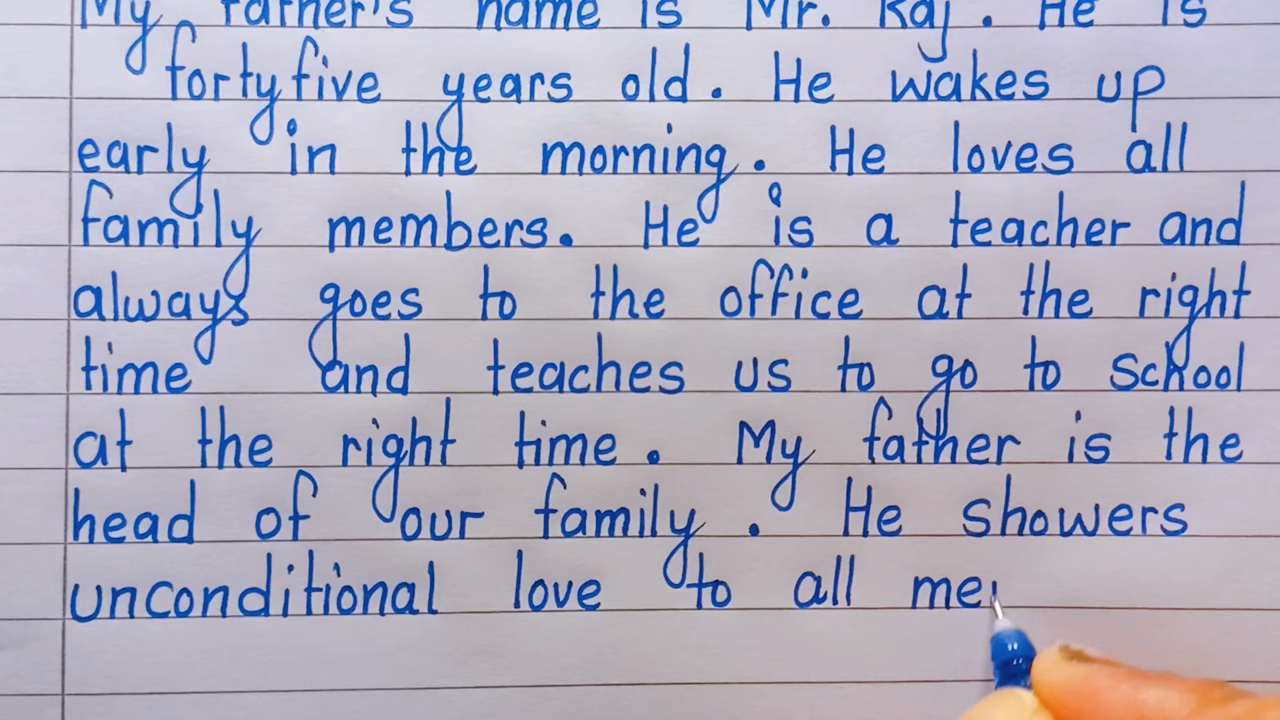 My father's name is Mr. Raj. He is
fortyfive years old. He wakes up
early in the morning. He loves all
family members. He is a teacher and
always goes to the office at the right
time and teaches us to go to school
at the right time. My father is the
head of our family. He showers
unconditional love to all me